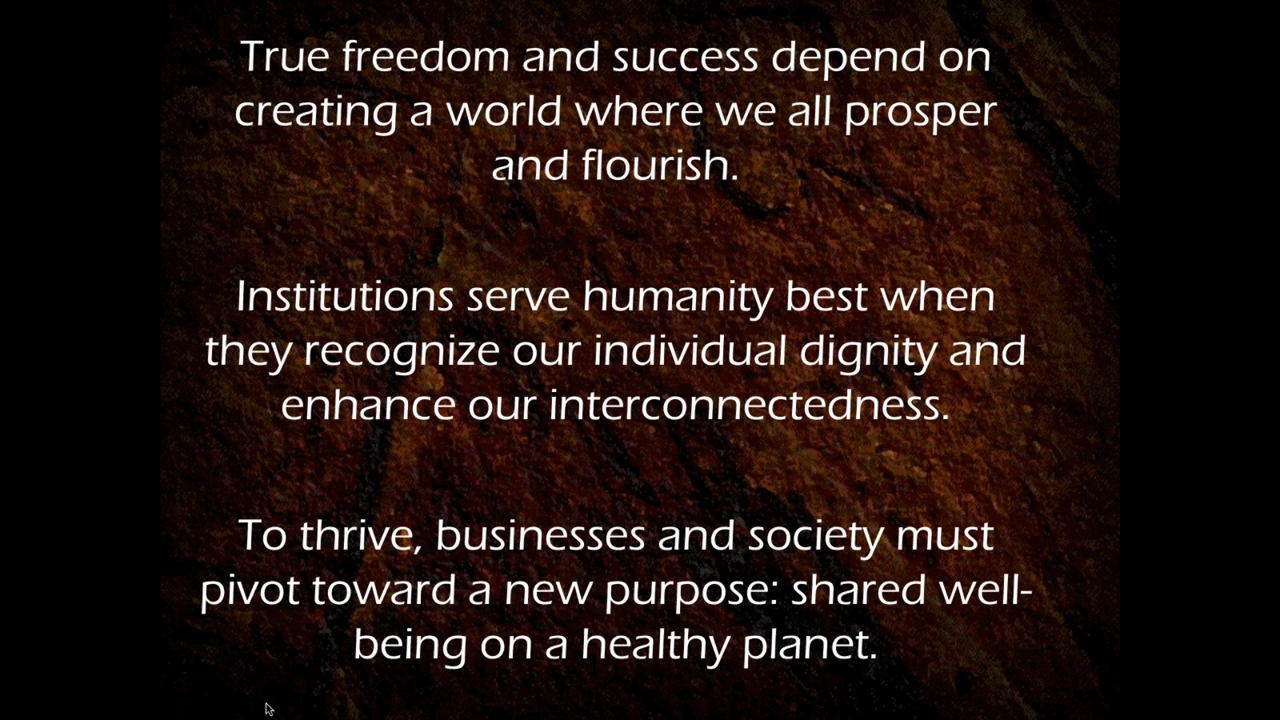 True freedom and success depend on
creating a world where we all prosper
and flourish.
Institutions serve humanity best when
they recognize our individual dignity and
enhance our interconnectedness.
To thrive, businesses and society must
pivot toward a new purpose: shared well-
being on a healthy planet.